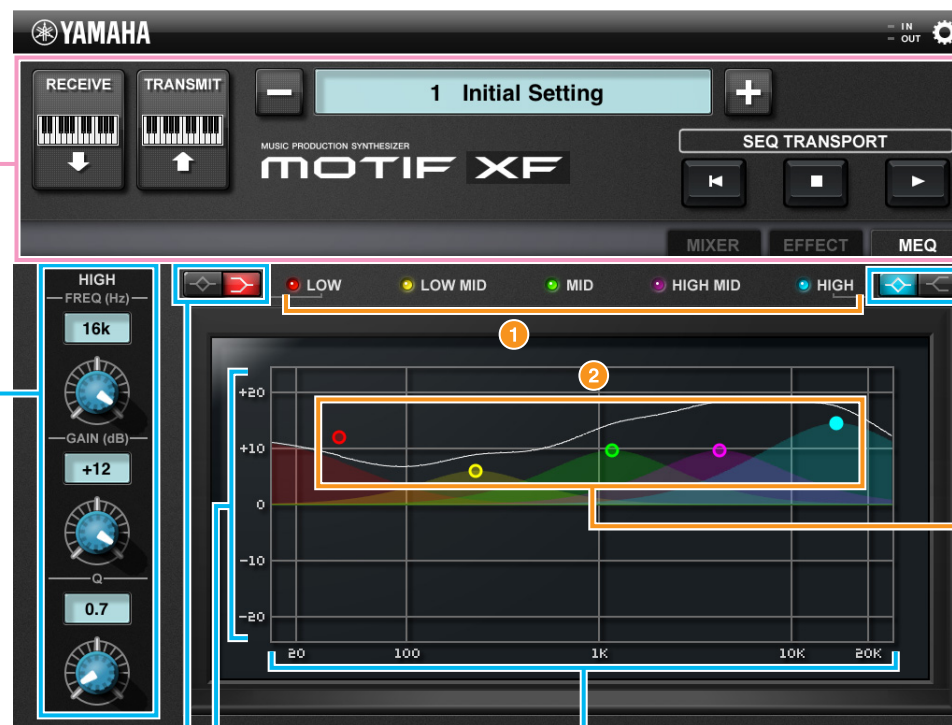 YAMAHA
IN
OUT
RECEIVE
TRANSMIT
1 Initial Setting
MUSIC PRODUCTION SYNTHESIZER
MOTIF XF
SEQ TRANSPORT
MIXER
EFFECT
MEQ
HIGH
FREQ (Hz)
16k
GAIN (dB)
+12
Q
0.7
LOW
LOW MID
MID
HIGH MID
HIGH
1
2
+20
+10
0
-10
-20
20
100
1K
10K
20K